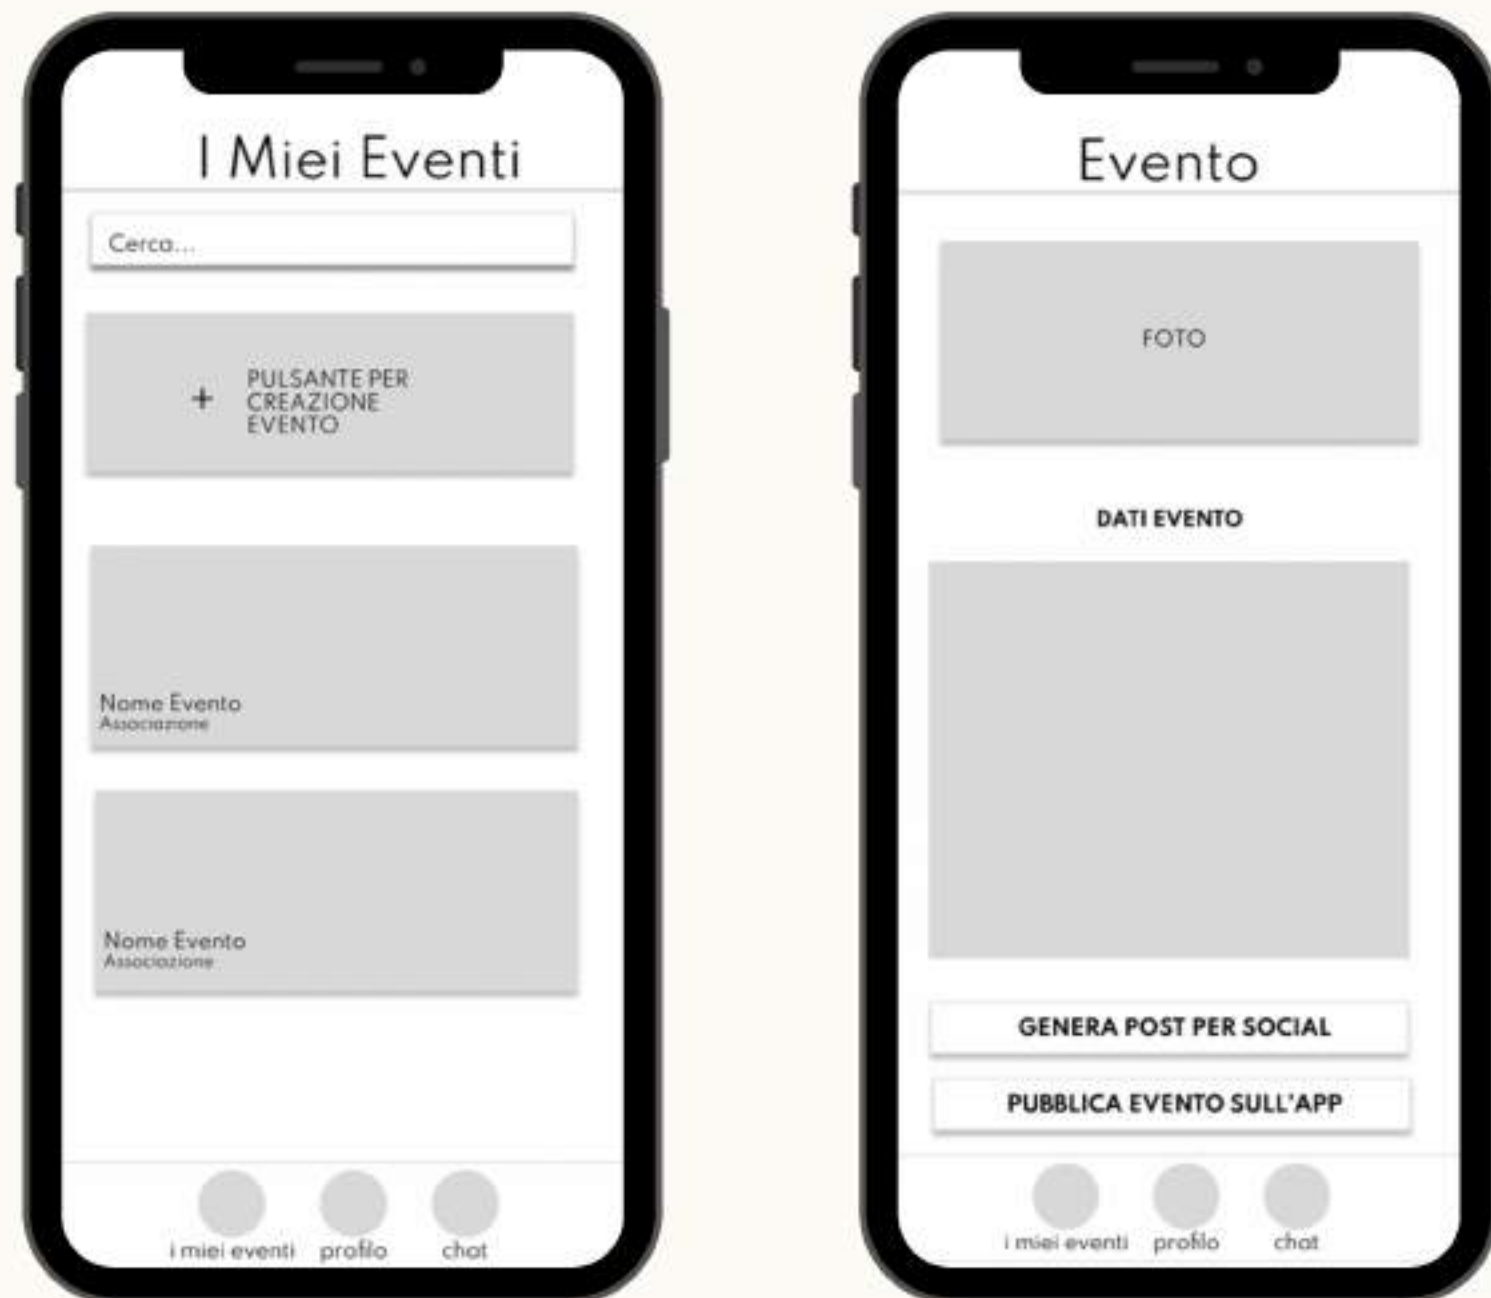 I Miei Eventi
Cerca...
+
PULSANTE PER
CREAZIONE
EVENTO
Nome Evento
Associazione
Nome Evento
Associazione
i miei eventi profilo chat
Evento
FOTO
DATI EVENTO
GENERA POST PER SOCIAL
PUBBLICA EVENTO SULL'APP
i miei eventi profilo chat